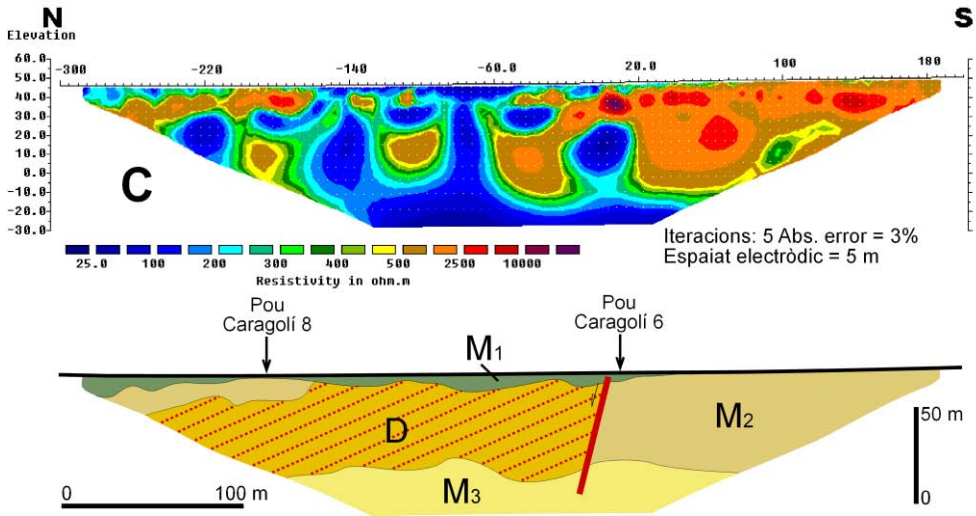 N
S
Elevation
60.0
50.0
40.0
30.0
20.0
10.0
0.0
-10.0
-20.0
-30.0
-300 -220 -140 -60.0 20.0 100 180
C
25.0 100 200 300 400 500 2500 10000
Resistivity in ohm.m
Iteracions: 5 Abs. error = 3%
Espaiat electròdic = 5 m
Pou
Caragolí 8
Pou
Caragolí 6
M1
D
M2
M3
0 100 m
50 m
0